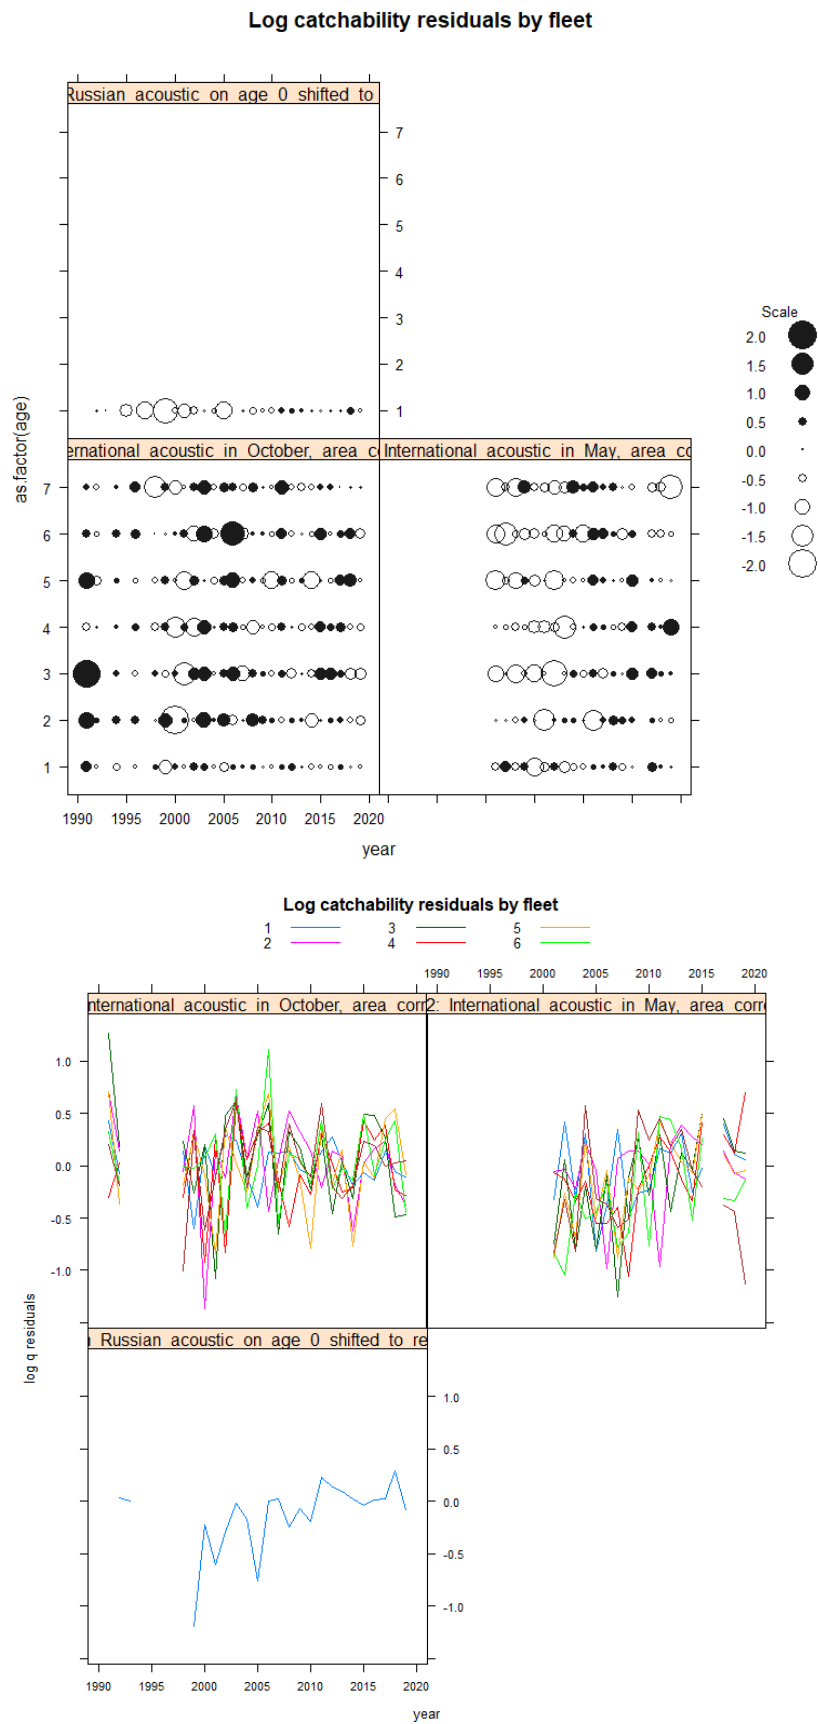 Log catchability residuals by fleet
Russian acoustic on age 0 shifted to
7
6
5
4
3
2
1
as.factor(age)
Scale
2.0
1.5
1.0
0.5
0.0
-0.5
-1.0
-1.5
-2.0
ernational acoustic in October, area co
International acoustic in May, area co
7
6
5
4
3
2
1
1990 1995 2000 2005 2010 2015 2020
year
Log catchability residuals by fleet
1 3 5
2 4 6
1990 1995 2000 2005 2010 2015 2020
nternational acoustic in October, area corr
2: International acoustic in May, area corre
1.0
0.5
0.0
-0.5
-1.0
log q residuals
Russian acoustic on age 0 shifted to re
1.0
0.5
0.0
-0.5
-1.0
1990 1995 2000 2005 2010 2015 2020
year